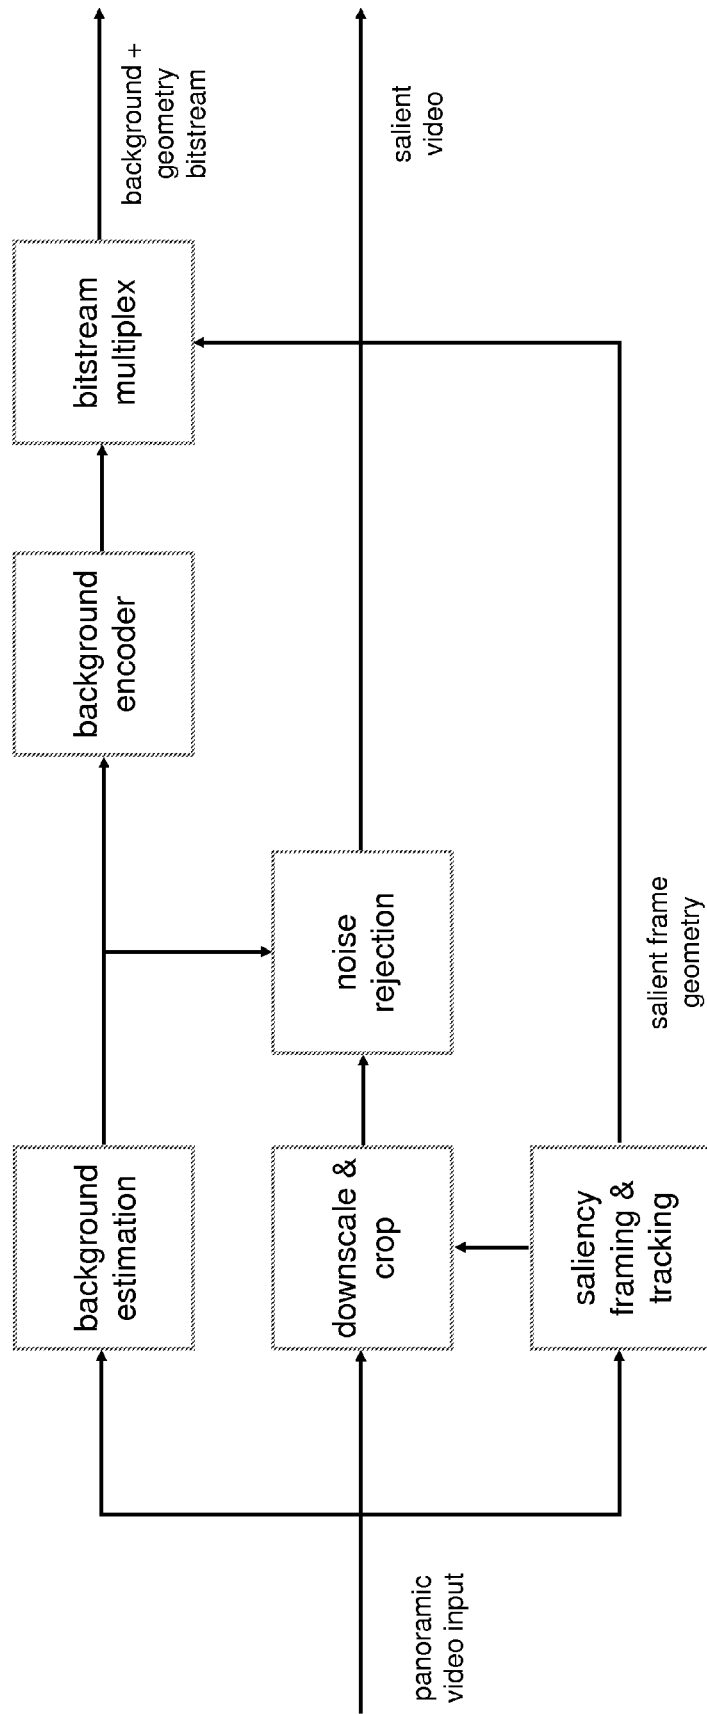 panoramic
video input
background
estimation
downscale &
crop
saliency
framing &
tracking
noise
rejection
salient frame
geometry
background
encoder
bitstream
multiplex
background +
geometry
bitstream
salient
video